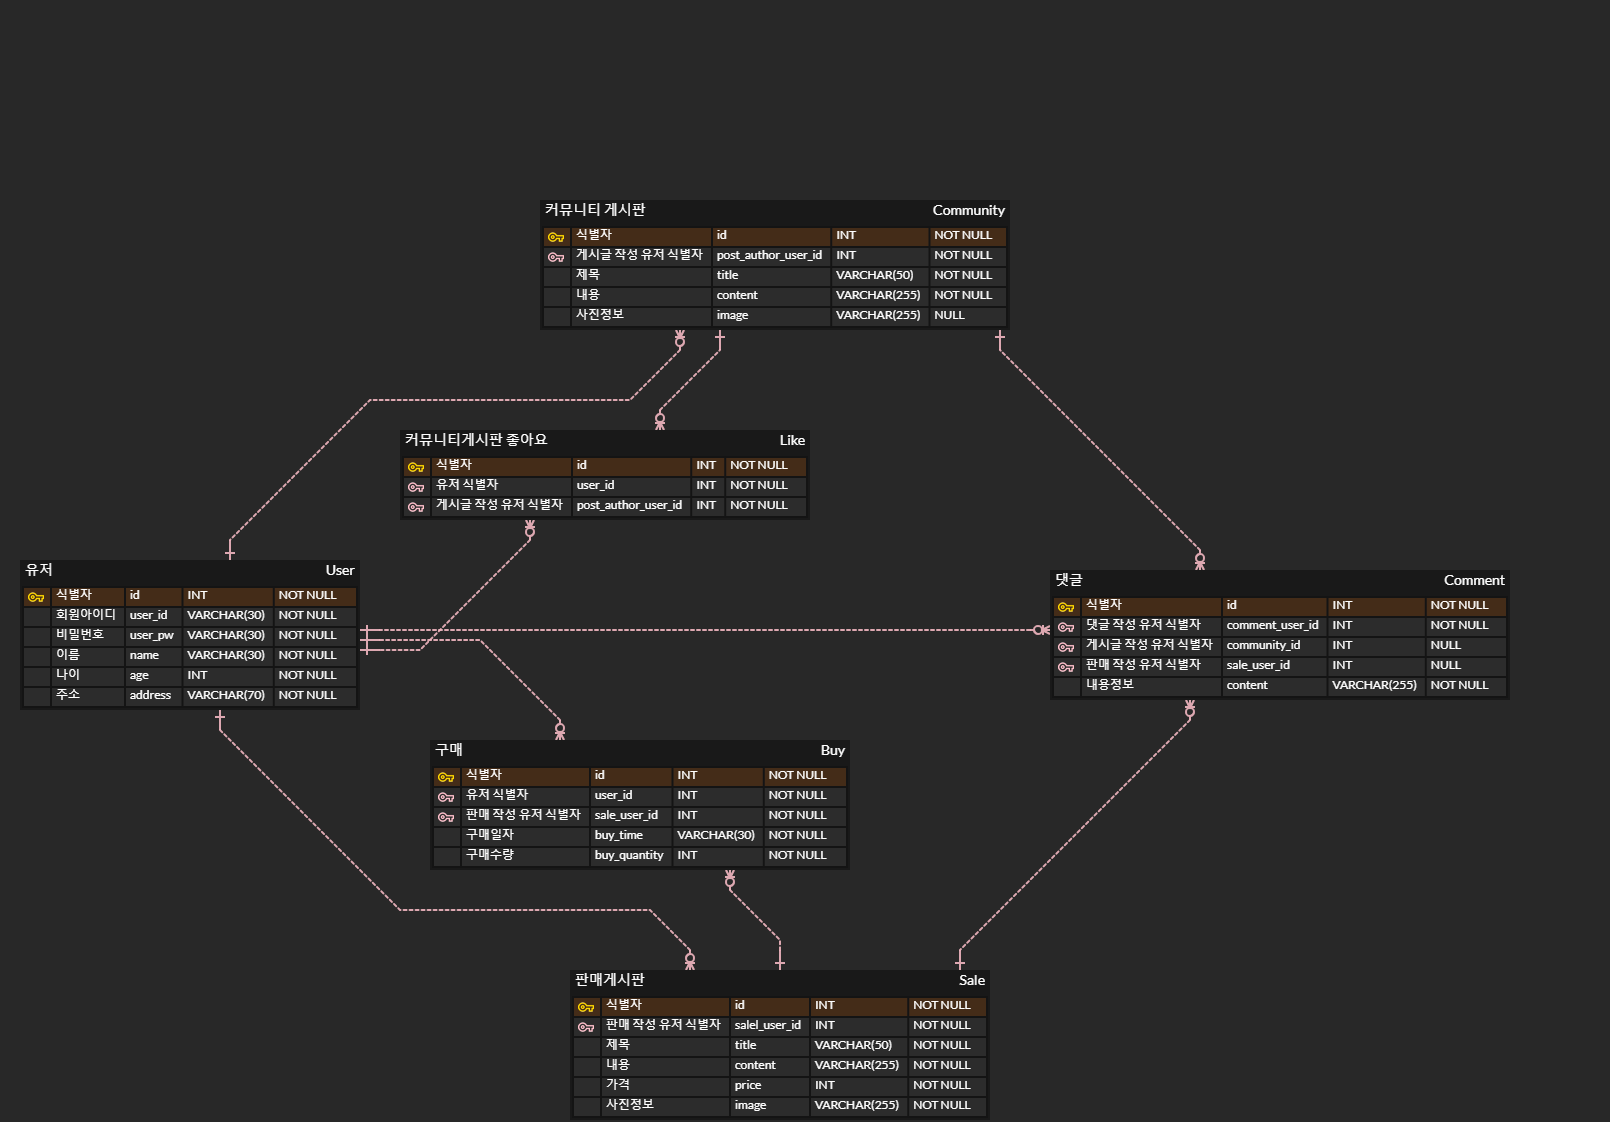 커뮤니티 게시판 Community
식별자 id INT NOT NULL
게시글 작성 유저 식별자 post_author_user_id INT NOT NULL
제목 title VARCHAR(50) NOT NULL
내용 content VARCHAR(255) NOT NULL
사진정보 image VARCHAR(255) NULL
커뮤니티게시판 좋아요 Like
식별자 id INT NOT NULL
유저 식별자 user_id INT NOT NULL
게시글 작성 유저 식별자 post_author_user_id INT NOT NULL
유저 User
식별자 id INT NOT NULL
회원아이디 user_id VARCHAR(30) NOT NULL
비밀번호 user_pw VARCHAR(30) NOT NULL
이름 name VARCHAR(30) NOT NULL
나이 age INT NOT NULL
주소 address VARCHAR(70) NOT NULL
댓글 Comment
식별자 id INT NOT NULL
댓글 작성 유저 식별자 comment_user_id INT NOT NULL
게시글 작성 유저 식별자 community_id INT NULL
판매 작성 유저 식별자 sale_user_id INT NULL
내용정보 content VARCHAR(255) NOT NULL
구매 Buy
식별자 id INT NOT NULL
유저 식별자 user_id INT NOT NULL
판매 작성 유저 식별자 sale_user_id INT NOT NULL
구매일자 buy_time VARCHAR(30) NOT NULL
구매수량 buy_quantity INT NOT NULL
판매게시판 Sale
식별자 id INT NOT NULL
판매 작성 유저 식별자 salel_user_id INT NOT NULL
제목 title VARCHAR(50) NOT NULL
내용 content VARCHAR(255) NOT NULL
가격 price INT NOT NULL
사진정보 image VARCHAR(255) NOT NULL